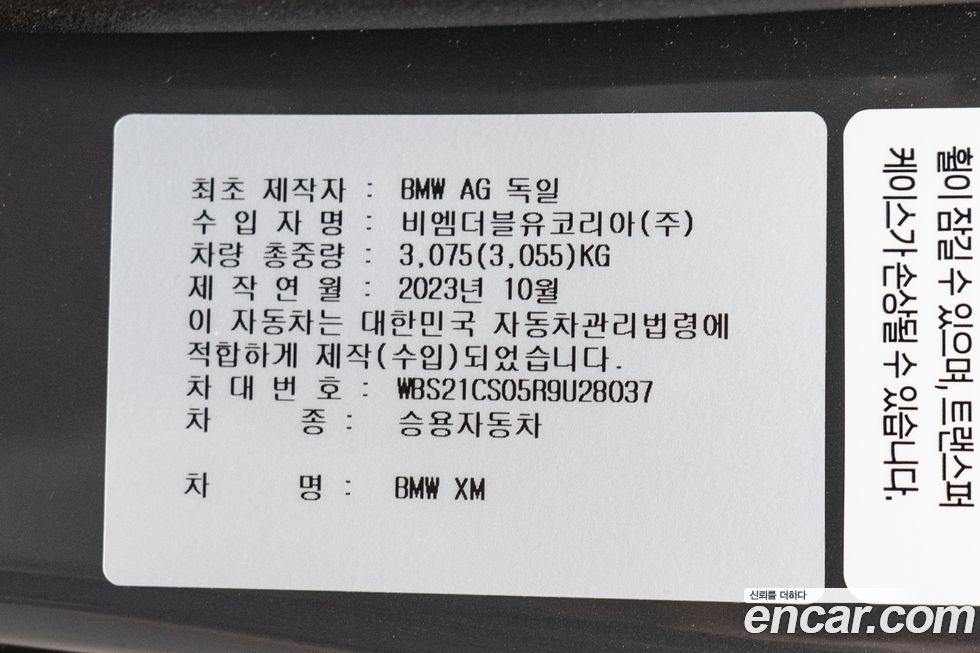 최초 제작자 : BMW AG 독일
수 입 자 명 : 비엠더블유코리아(주)
차량 총중량 : 3,075(3,055)KG
제 작 연 월 : 2023년 10월
이 자동차는 대한민국 자동차관리법령에
적합하게 제작(수입)되었습니다.
차 대 번 호 : WBS21CS05R9U28037
차 종 : 승용자동차
차 명 : BMW XM
휠이 잠길 수 있으며, 트랜스퍼
케이스가 손상될 수 있습니다.
신뢰를 더하다
encar.com